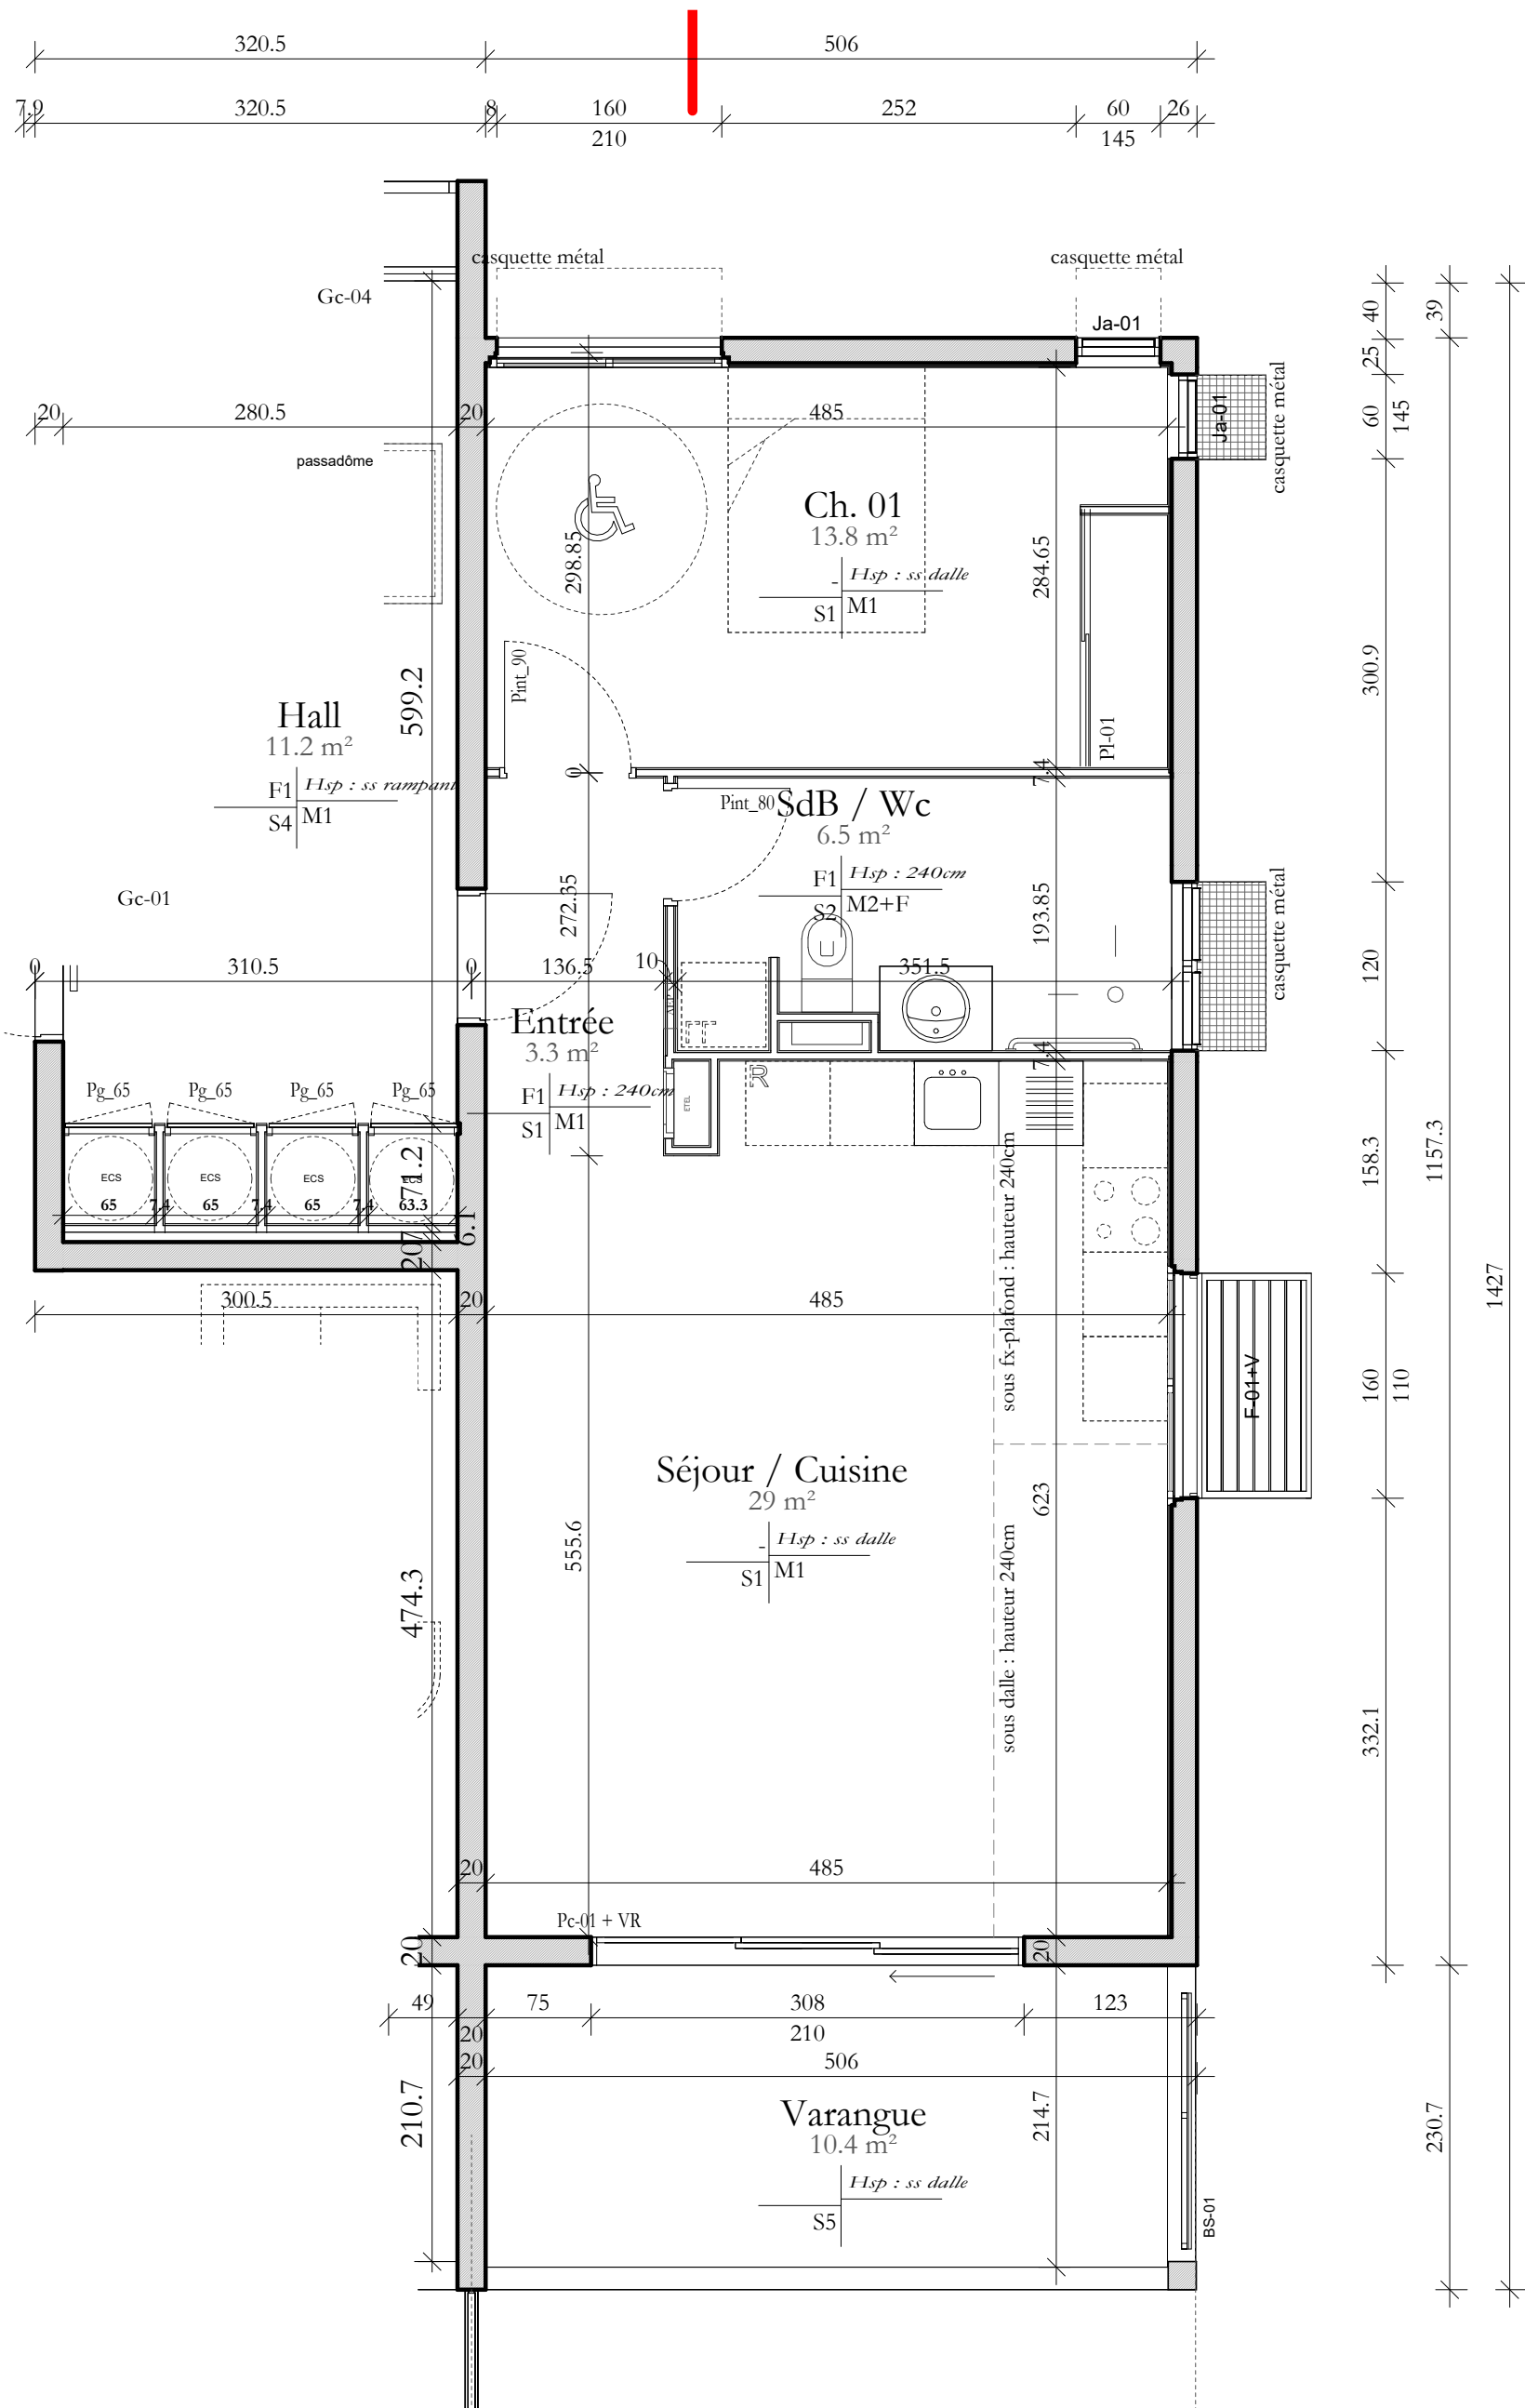 320.5
506
7.9
320.5
8
160
210
252
60
145
26
casquette métal
casquette métal
Gc-04
Ja-01
40
39
25
20
280.5
20
485
Ja-01
casquette métal
60
145
passadôme
Ch. 01
13.8 m²
298.85
284.65
- Hsp : ss dalle
S1 M1
Pint_90
599.2
300.9
Hall
11.2 m²
Pl-01
F1 Hsp : ss rampant
S4 M1
0
7.4
Pint_80
SdB / Wc
6.5 m²
F1 Hsp : 240cm
S2 M2+F
272.35
193.85
Gc-01
casquette métal
0
310.5
0
136.5
10
351.5
120
Entrée
3.3 m²
7.4
R
ETEL
F1 Hsp : 240cm
S1 M1
Pg_65
Pg_65
Pg_65
Pg_65
sous fx-plafond : hauteur 240cm
158.3
1157.3
ECS
ECS
ECS
65
7.4
65
7.4
65
7.4
63.3
71.2
6.1
20
1427
300.5
20
485
F-01+V
160
110
Séjour / Cuisine
29 m²
- Hsp : ss dalle
S1 M1
555.6
623
sous dalle : hauteur 240cm
474.3
332.1
20
485
Pc-01 + VR
20
20
49
20
75
308
210
123
20
506
Varangue
10.4 m²
210.7
214.7
230.7
Hsp : ss dalle
S5
BS-01